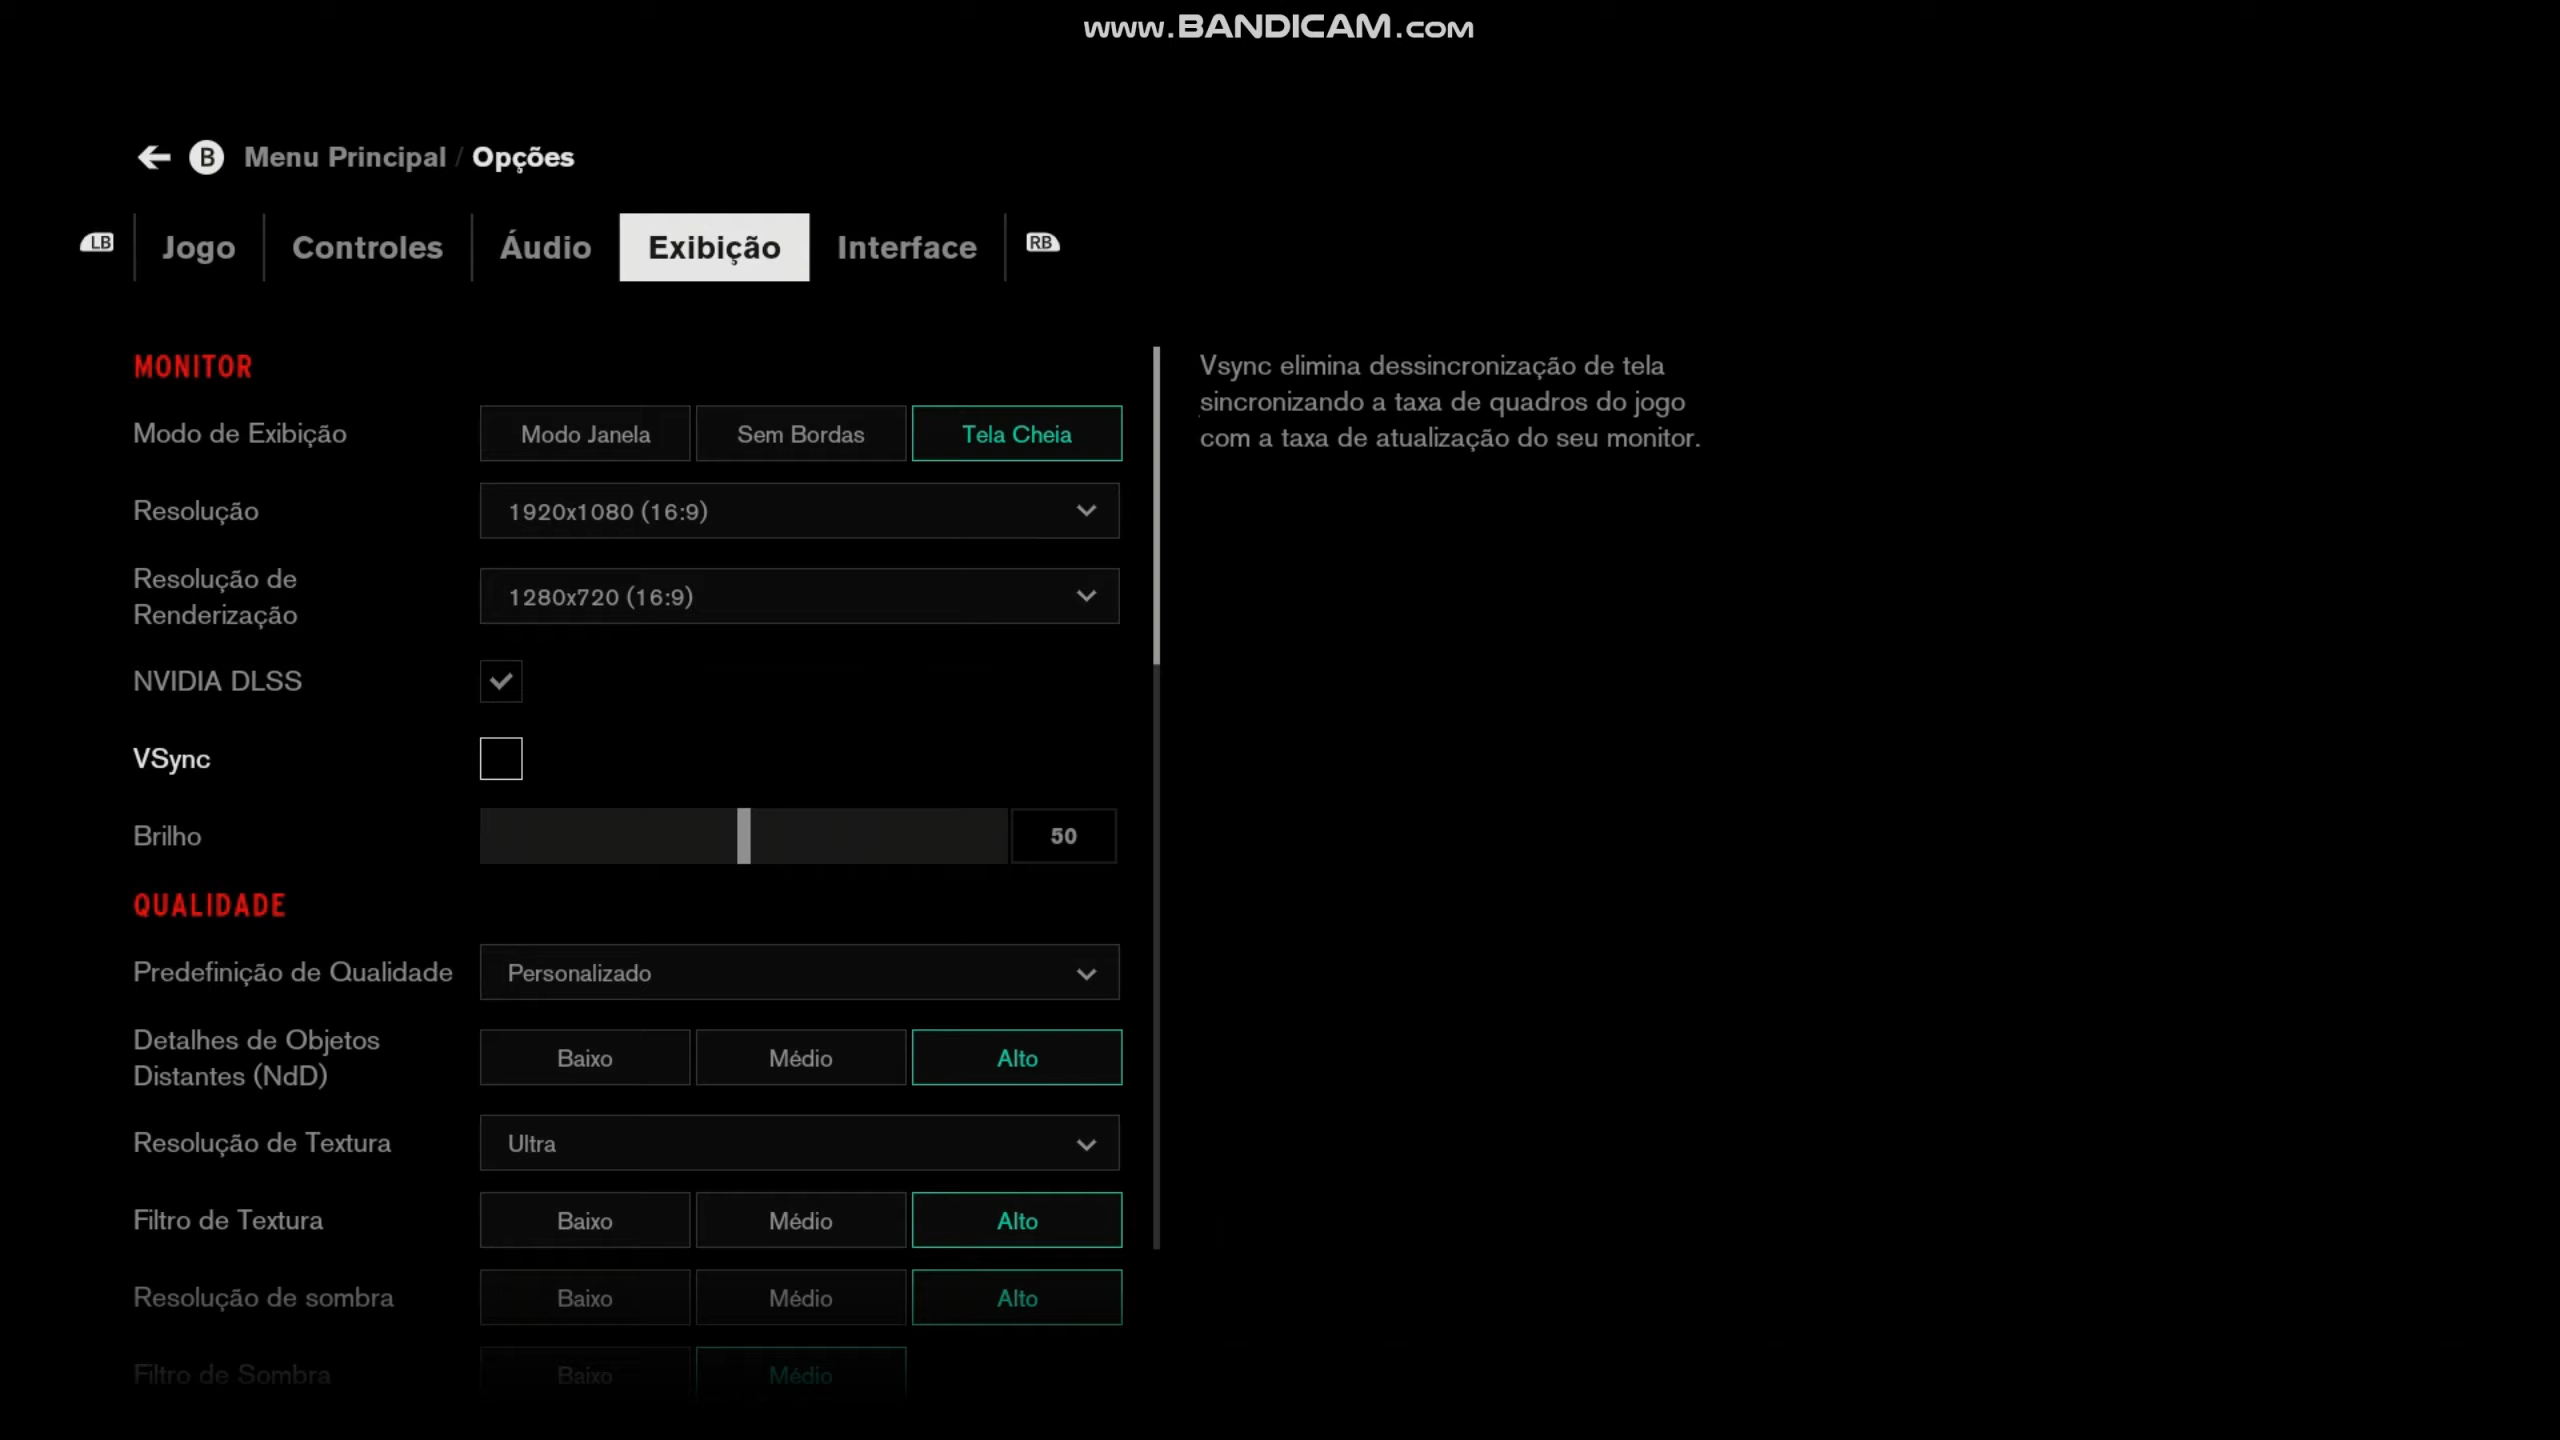 www.BANDICAM.com
B Menu Principal / Opções
LB Jogo Controles Áudio Exibição Interface RB
MONITOR
Modo de Exibição Modo Janela Sem Bordas Tela Cheia
Resolução 1920x1080 (16:9)
Resolução de
Renderização
1280x720 (16:9)
NVIDIA DLSS
VSync
Brilho 50
QUALIDADE
Predefinição de Qualidade Personalizado
Detalhes de Objetos
Distantes (NdD)
Baixo Médio Alto
Resolução de Textura Ultra
Filtro de Textura Baixo Médio Alto
Resolução de sombra Baixo Médio Alto
Filtro de Sombra Baixo Médio
Vsync elimina dessincronização de tela
sincronizando a taxa de quadros do jogo
com a taxa de atualização do seu monitor.